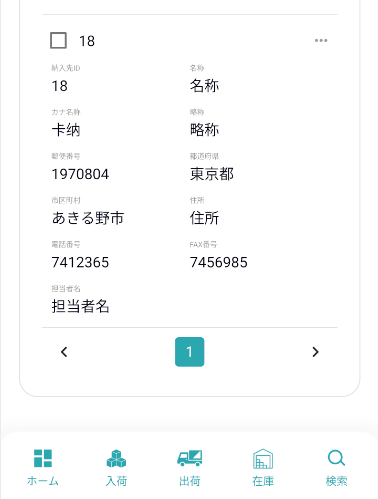 18
納入先ID
名称
18
名称
カナ名称
略称
卡纳
略称
郵便番号
都道府県
1970804
東京都
市区町村
住所
あきる野市
住所
電話番号
FAX番号
7412365
7456985
担当者名
担当者名
1
ホーム
入荷
出荷
在庫
検索